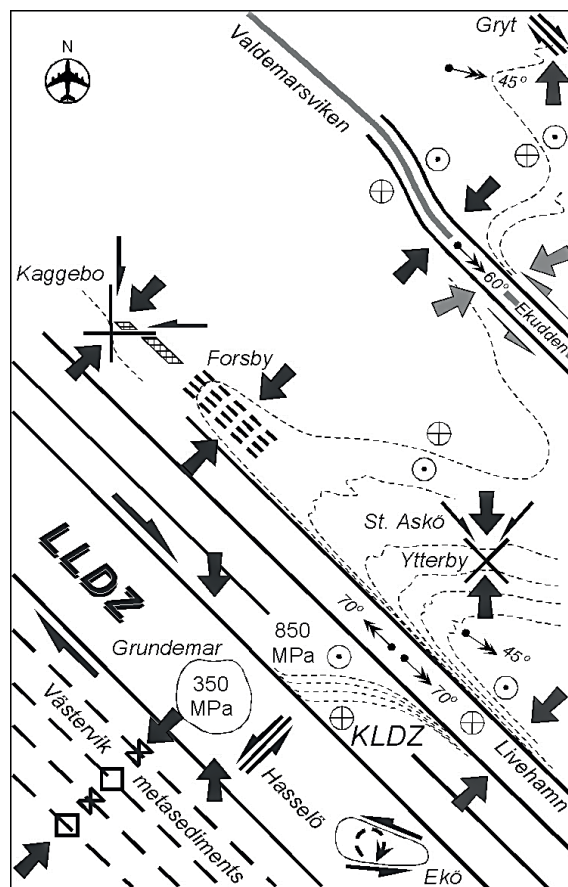 Gryt
N
Valdemarsviken
45°
Kaggebo
60°
Ekudden
Forsby
St. Askö
Ytterby
LLDZ
70°
850
MPa
45°
Grundemar
350
MPa
70°
Västervik
metasediments
KLDZ
Hasselö
Livehamn
Ekö